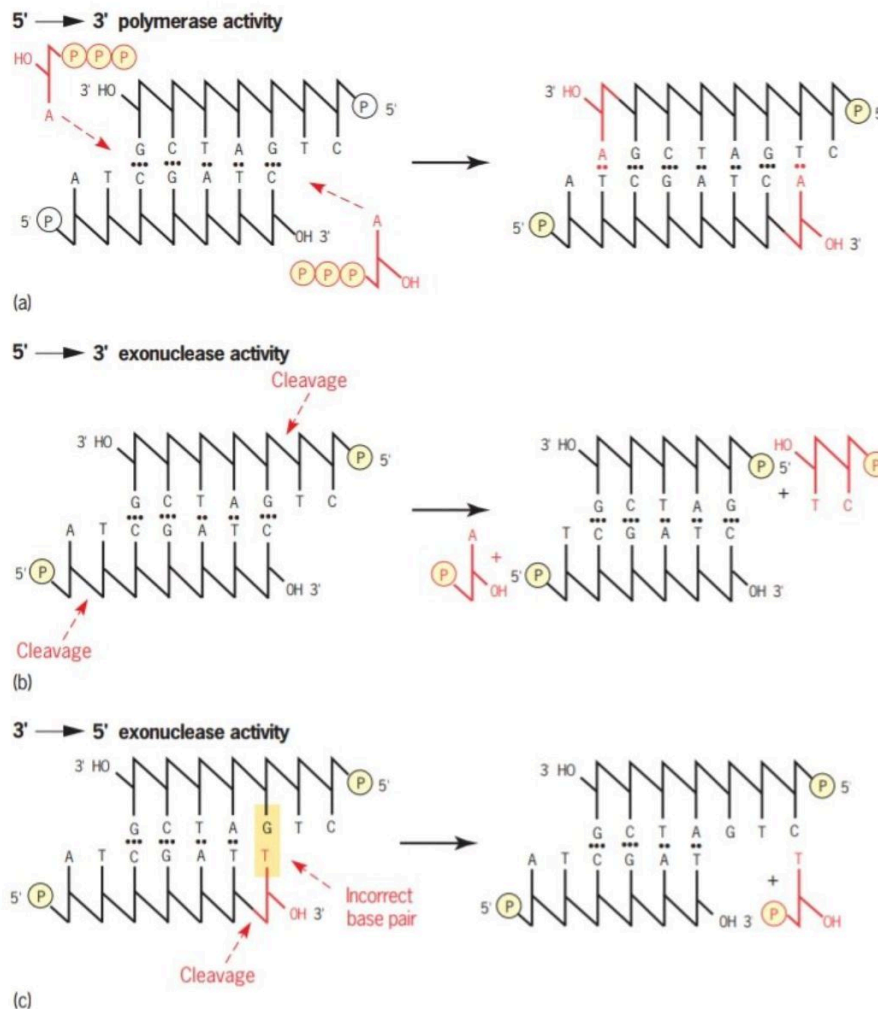 5' → 3' polymerase activity
HO P P P
3' HO P 5'
A G C T A G T C
A T C G A T C
5' P OH 3'
A
P P P OH
3' HO P 5'
A G C T A G T C
A T C G A T C A
5' P OH 3'
(a)
5' → 3' exonuclease activity
Cleavage
3' HO P 5'
G C T A G T C
A T C G A T C
5' P OH 3'
Cleavage
3' HO P 5' + HO P
G C T A G T C
T C G A T C
A
P OH + 5' P OH 3'
(b)
3' → 5' exonuclease activity
3' HO P 5'
G C T A G T C
A T C G A T T
5' P OH 3'
Incorrect
base pair
Cleavage
3' HO P 5'
G C T A G T C
A T C G A T T
5' P OH 3' + P OH
(c)